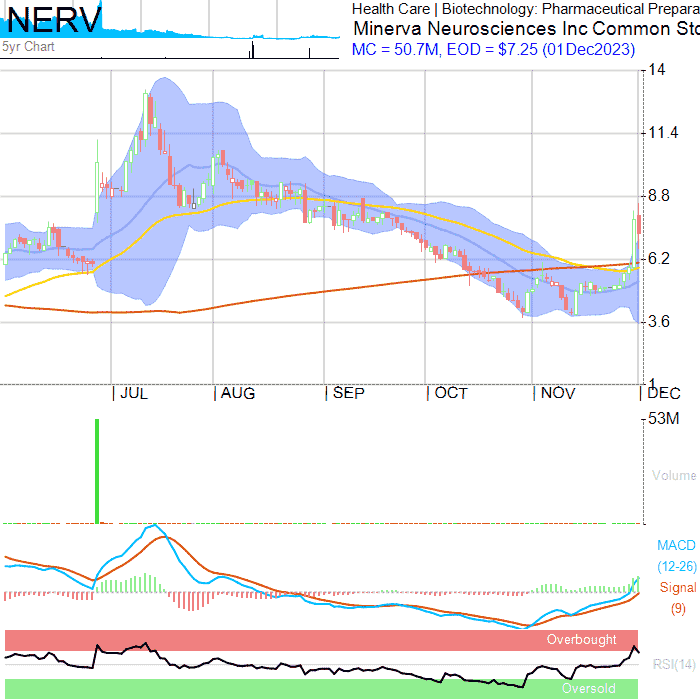 NERV
5yr Chart
Health Care | Biotechnology: Pharmaceutical Prepara
Minerva Neurosciences Inc Common Sto
MC = 50.7M, EOD = $7.25 (01Dec2023)
14
11.4
8.8
6.2
3.6
1
JUL AUG SEP OCT NOV DEC
53M
Volume
MACD
(12-26)
Signal
(9)
Overbought
RSI(14)
Oversold